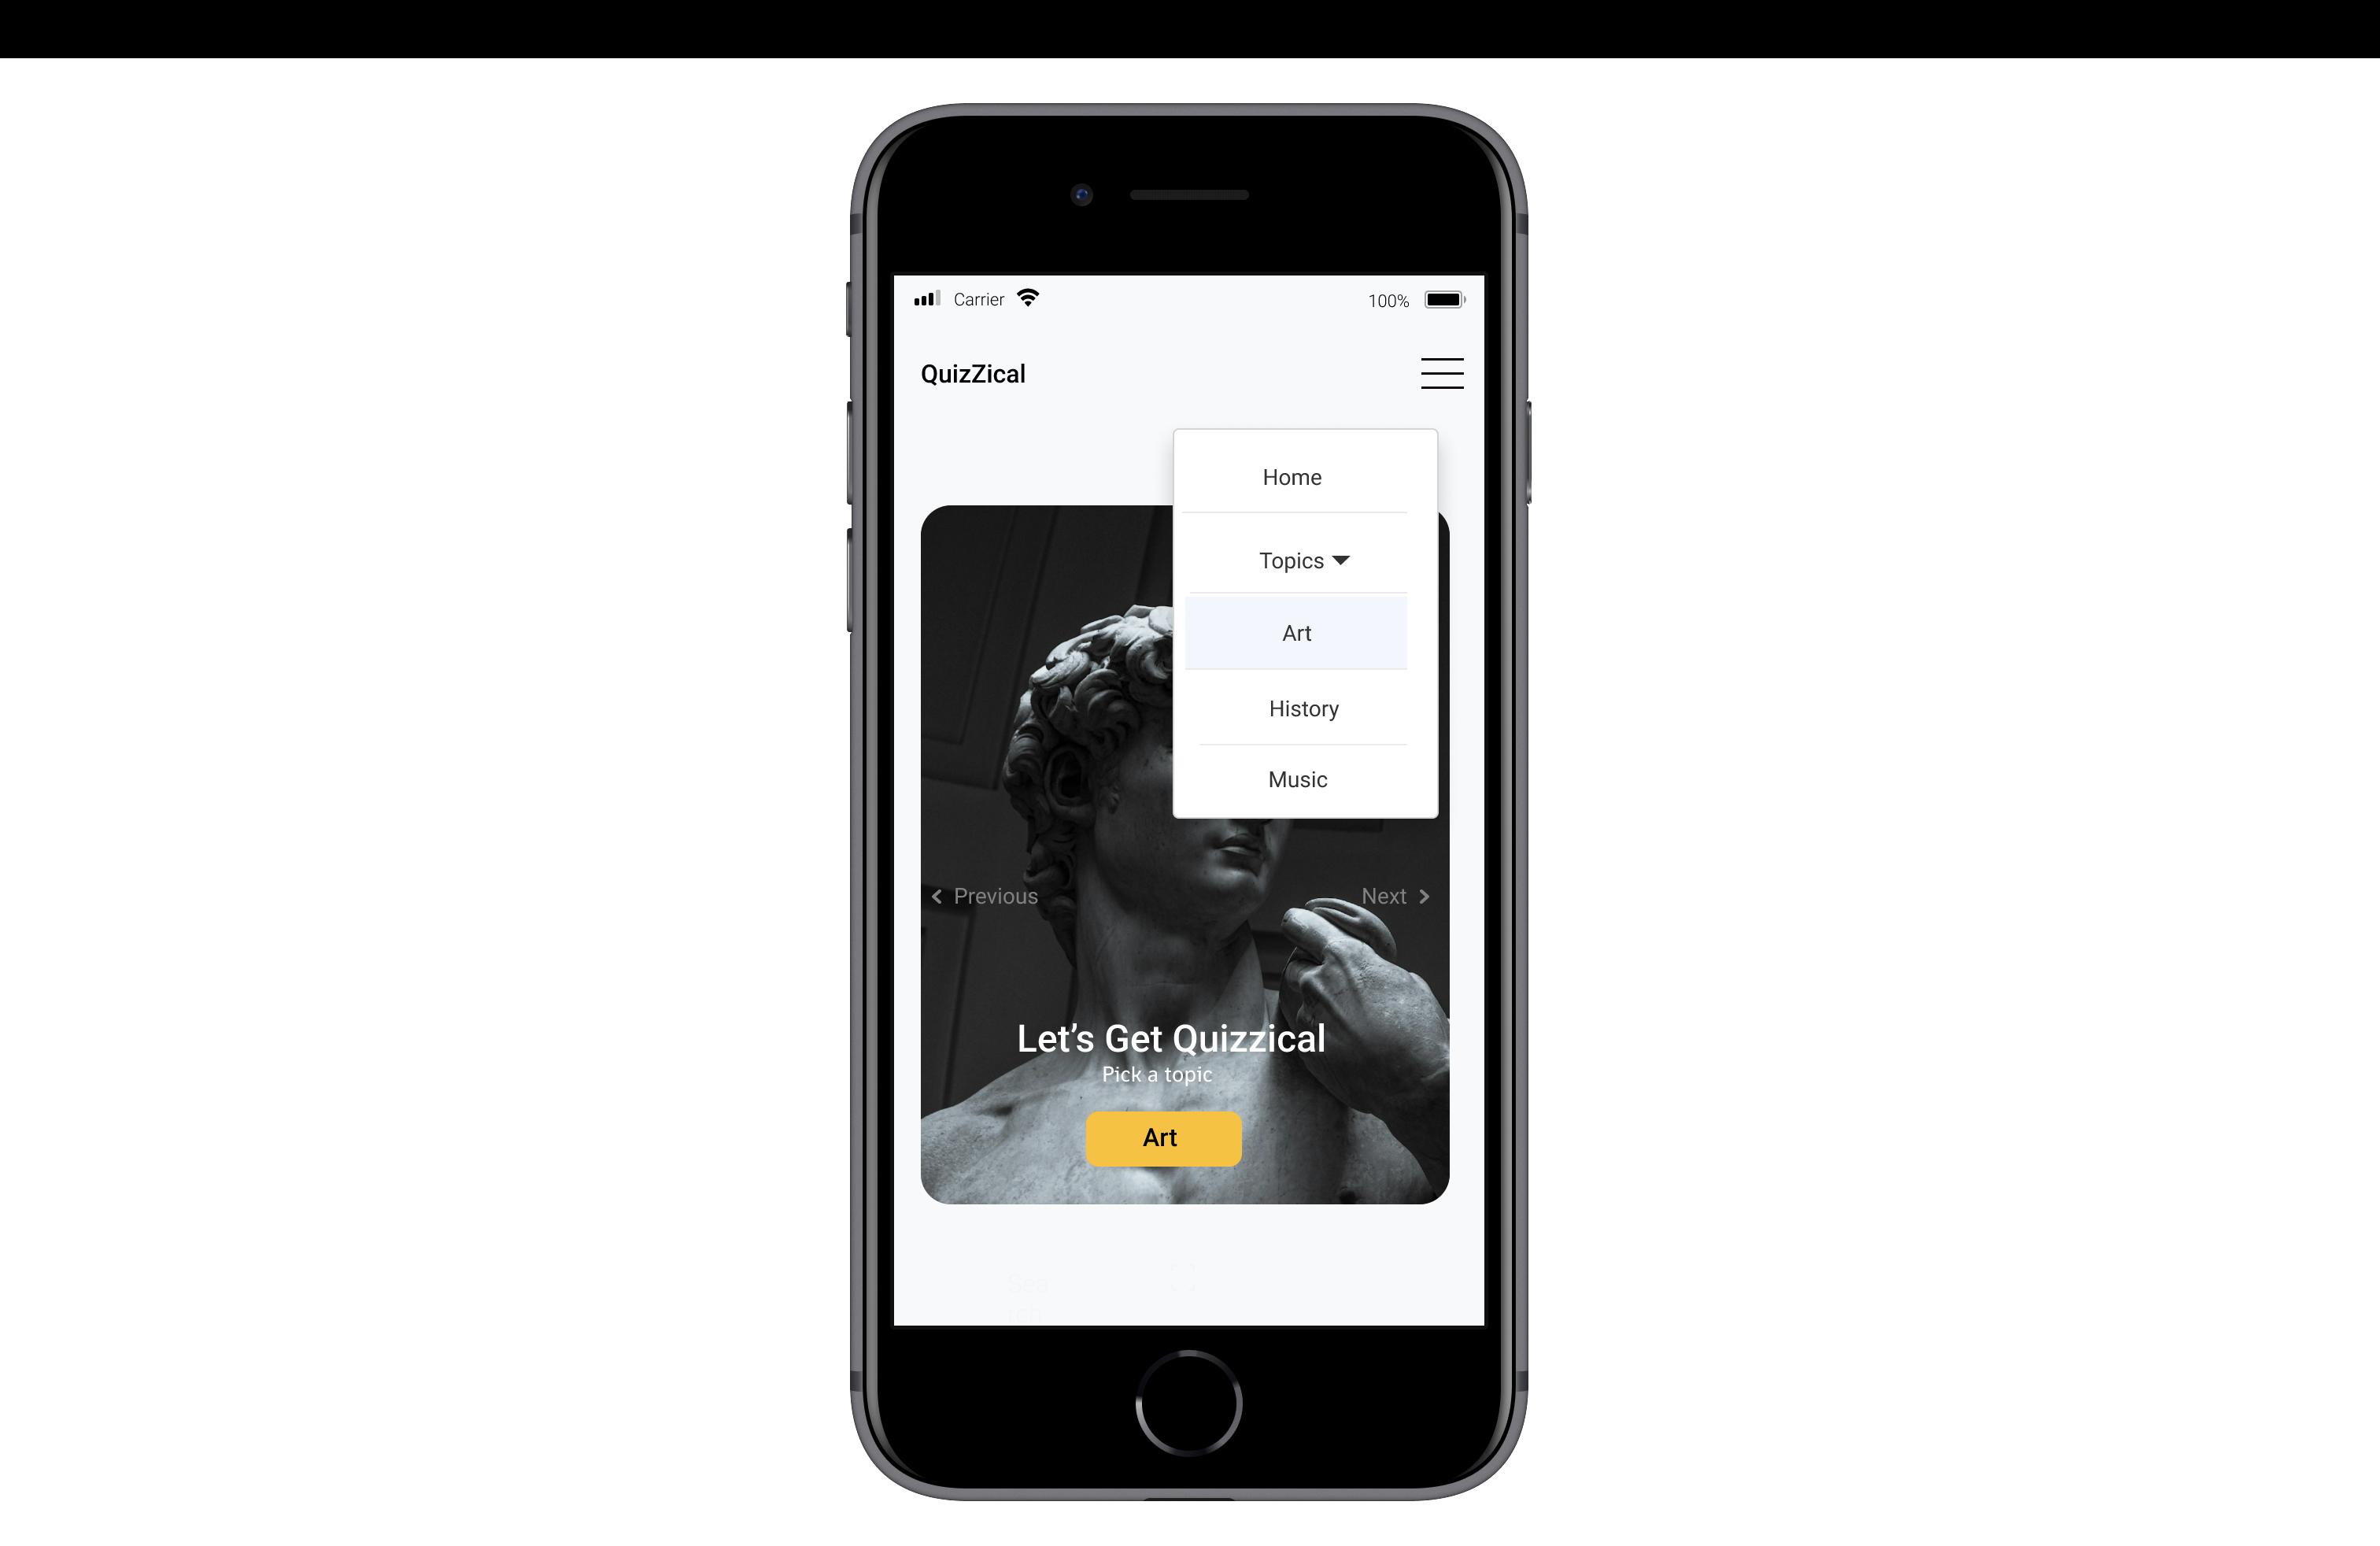 Carrier 100%
QuizZical
Home
Topics
Art
History
Music
Previous Next
Let's Get Quizzical
Pick a topic
Art